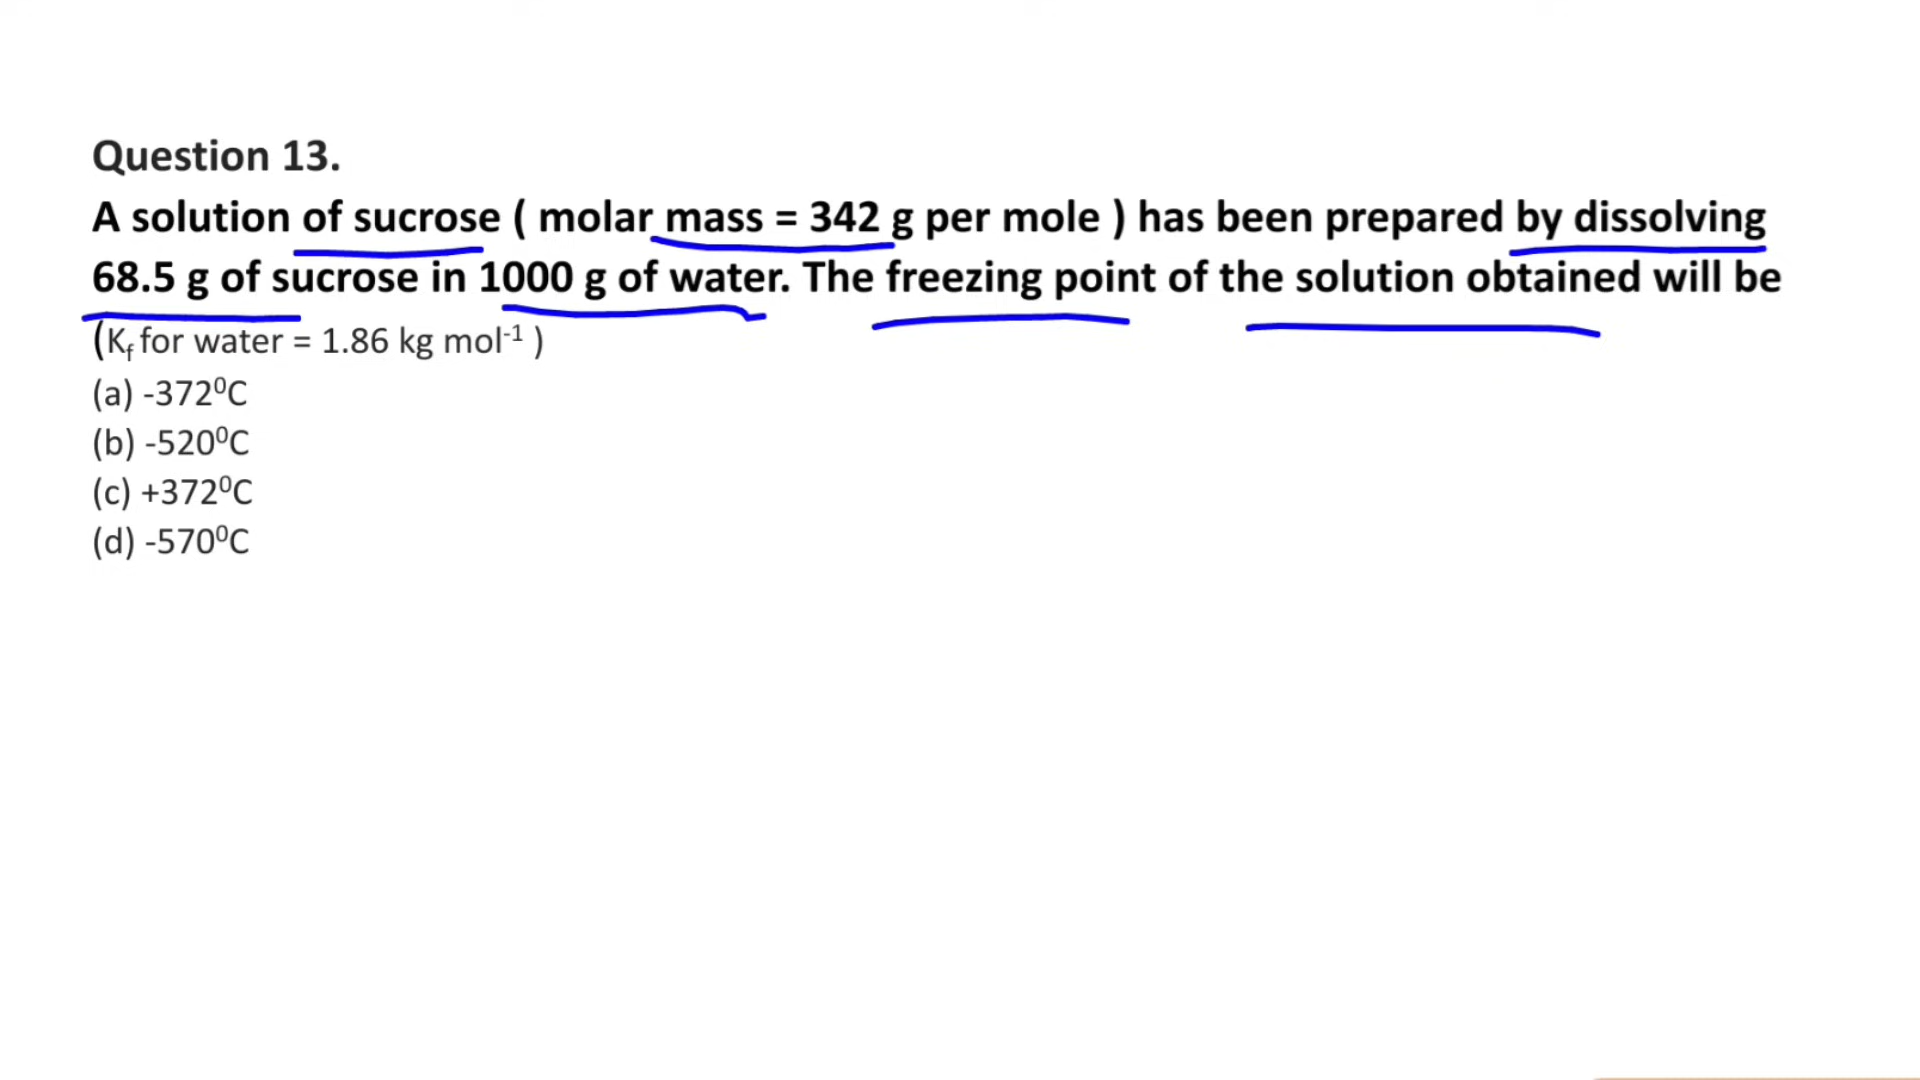 Question 13.
A solution of sucrose ( molar mass = 342 g per mole ) has been prepared by dissolving
68.5 g of sucrose in 1000 g of water. The freezing point of the solution obtained will be
(K_f for water = 1.86 kg mol⁻¹ )
(a) -372⁰C
(b) -520⁰C
(c) +372⁰C
(d) -570⁰C